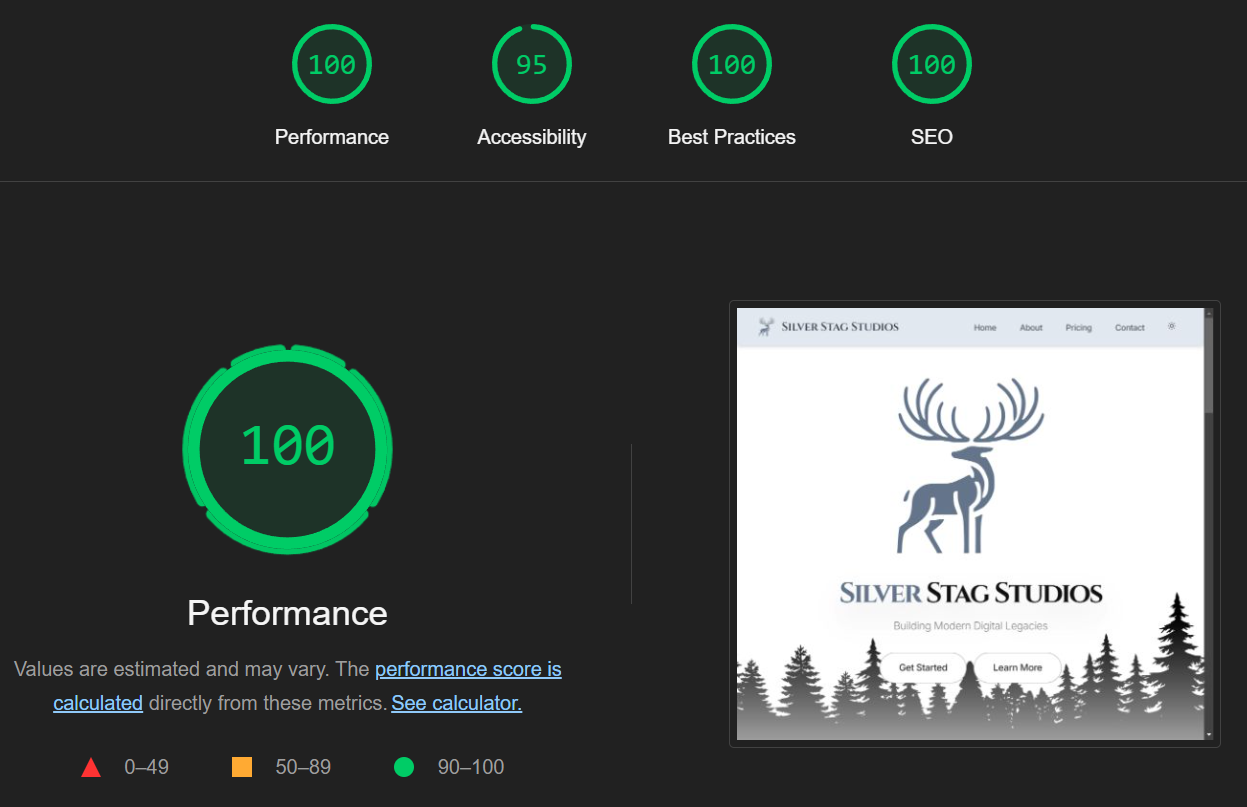 100 95 100 100
Performance Accessibility Best Practices SEO
100
Performance
Values are estimated and may vary. The performance score is
calculated directly from these metrics. See calculator.
0–49 50–89 90–100
SILVER STAG STUDIOS Home About Pricing Contact
SILVER STAG STUDIOS
Building Modern Digital Legacies
Get Started Learn More